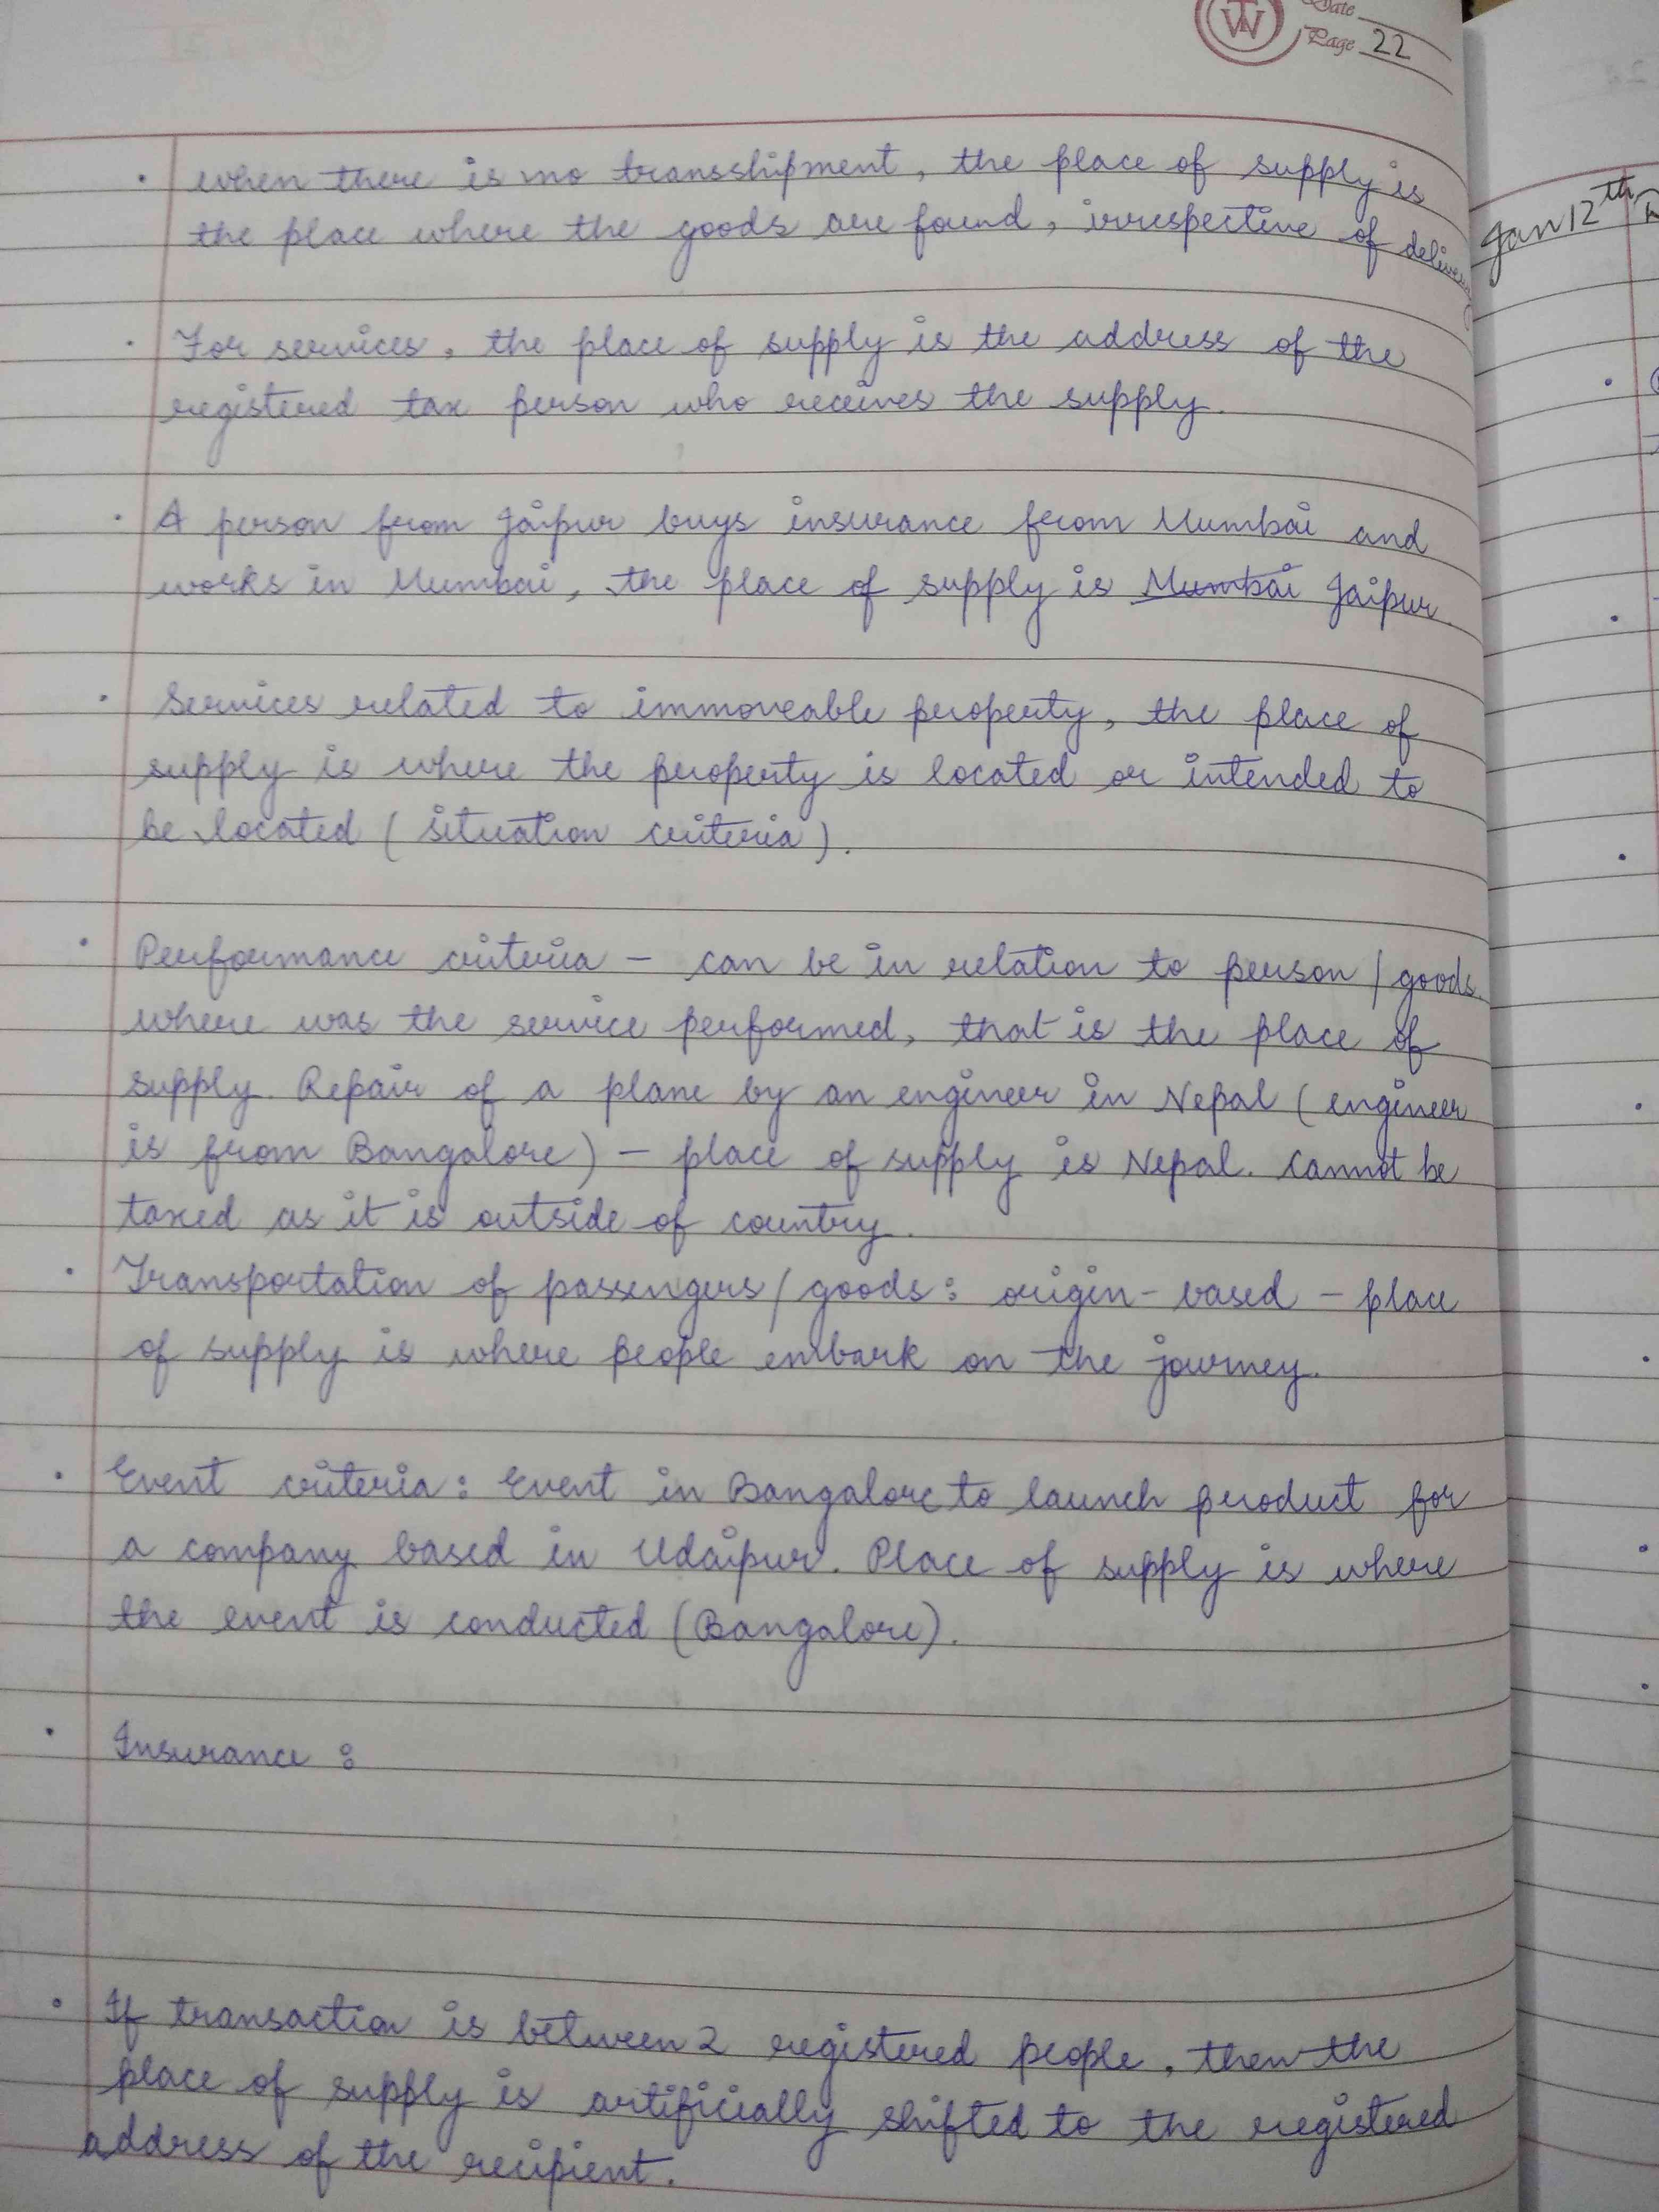 Date
Page 22
when there is no transshipment, the place of supply is
the place where the goods are found, irrespective of delivery
For services, the place of supply is the address of the
registered tax person who receives the supply.
A person from Jaipur buys insurance from Mumbai and
works in Mumbai, the place of supply is Mumbai Jaipur.
Services related to immoveable property, the place of
supply is where the property is located or intended to
be located (situation criteria).
Performance criteria - can be in relation to person / goods.
where was the service performed, that is the place of
supply. Repair of a plane by an engineer in Nepal (engineer
is from Bangalore) - place of supply is Nepal. Cannot be
taxed as it is outside of country.
Transportation of passengers / goods: origin-based - place
of supply is where people embark on the journey.
Event criteria: Event in Bangalore to launch product for
a company based in Udaipur. Place of supply is where
the event is conducted (Bangalore).
Insurance :
If transaction is between 2 registered people, then the
place of supply is artificially shifted to the registered
address of the recipient.
Jan 12th